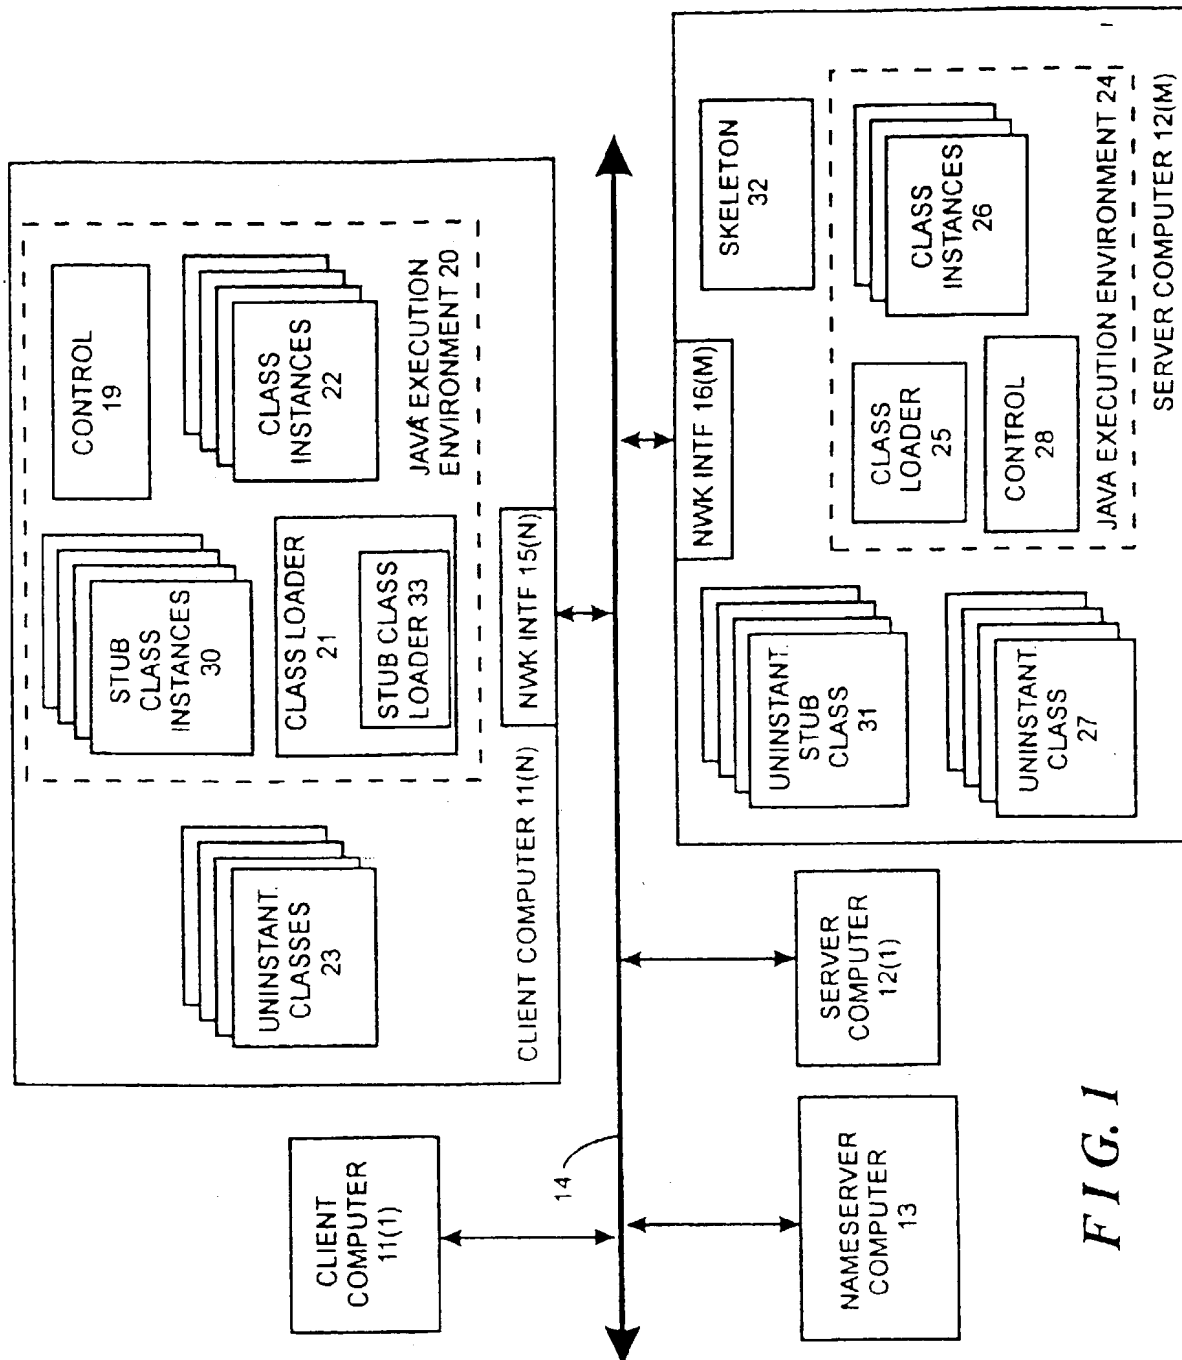 CLIENT
COMPUTER
11(1)
UNINSTANT.
CLASSES
23
STUB
CLASS
INSTANCES
30
CONTROL
19
CLASS LOADER
21
STUB CLASS
LOADER 33
CLASS
INSTANCES
22
JAVA EXECUTION
ENVIRONMENT 20
CLIENT COMPUTER 11(N)
NWK INTF 15(N)
14
NAMESERVER
COMPUTER
13
SERVER
COMPUTER
12(1)
NWK INTF 16(M)
UNINSTANT.
STUB
CLASS
31
SKELETON
32
CLASS
LOADER
25
CLASS
INSTANCES
26
UNINSTANT.
CLASS
27
CONTROL
28
JAVA EXECUTION ENVIRONMENT 24
SERVER COMPUTER 12(M)
FIG. 1